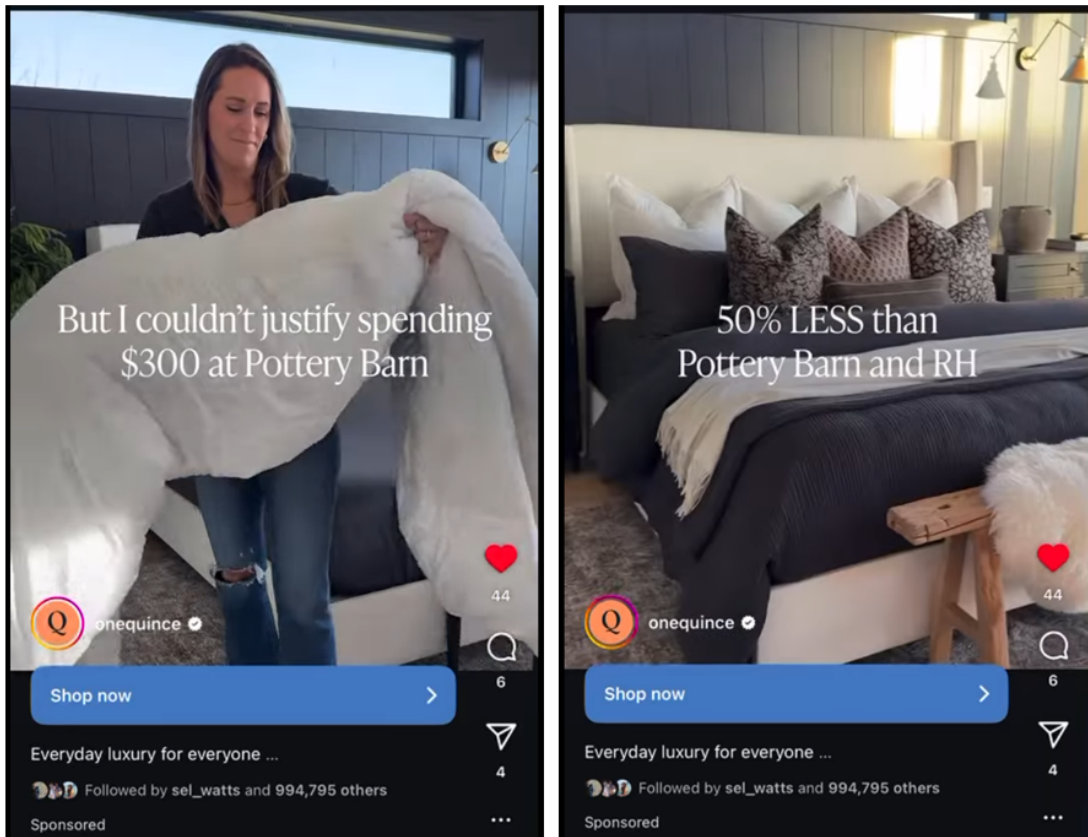 But I couldn't justify spending
$300 at Pottery Barn
44
Q
onequince
6
Shop now
Everyday luxury for everyone ...
4
Followed by sel_watts and 994,795 others
Sponsored
50% LESS than
Pottery Barn and RH
44
Q
onequince
6
Shop now
Everyday luxury for everyone ...
4
Followed by sel_watts and 994,795 others
Sponsored